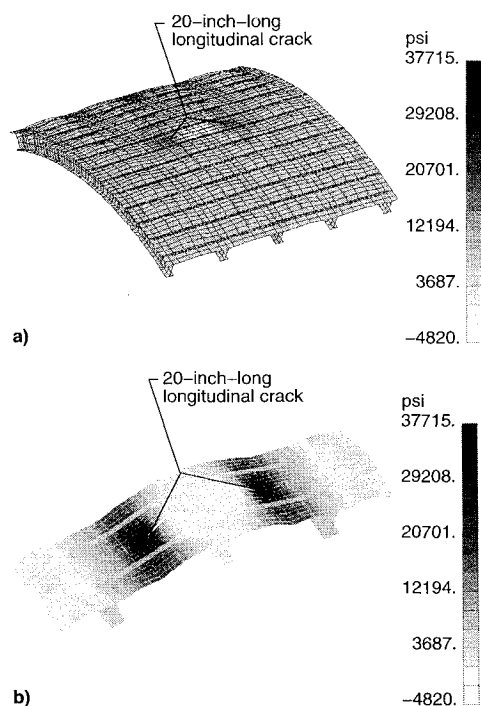 20-inch-long
longitudinal crack
psi
37715.
29208.
20701.
12194.
3687.
-4820.
a)
20-inch-long
longitudinal crack
psi
37715.
29208.
20701.
12194.
3687.
-4820.
b)